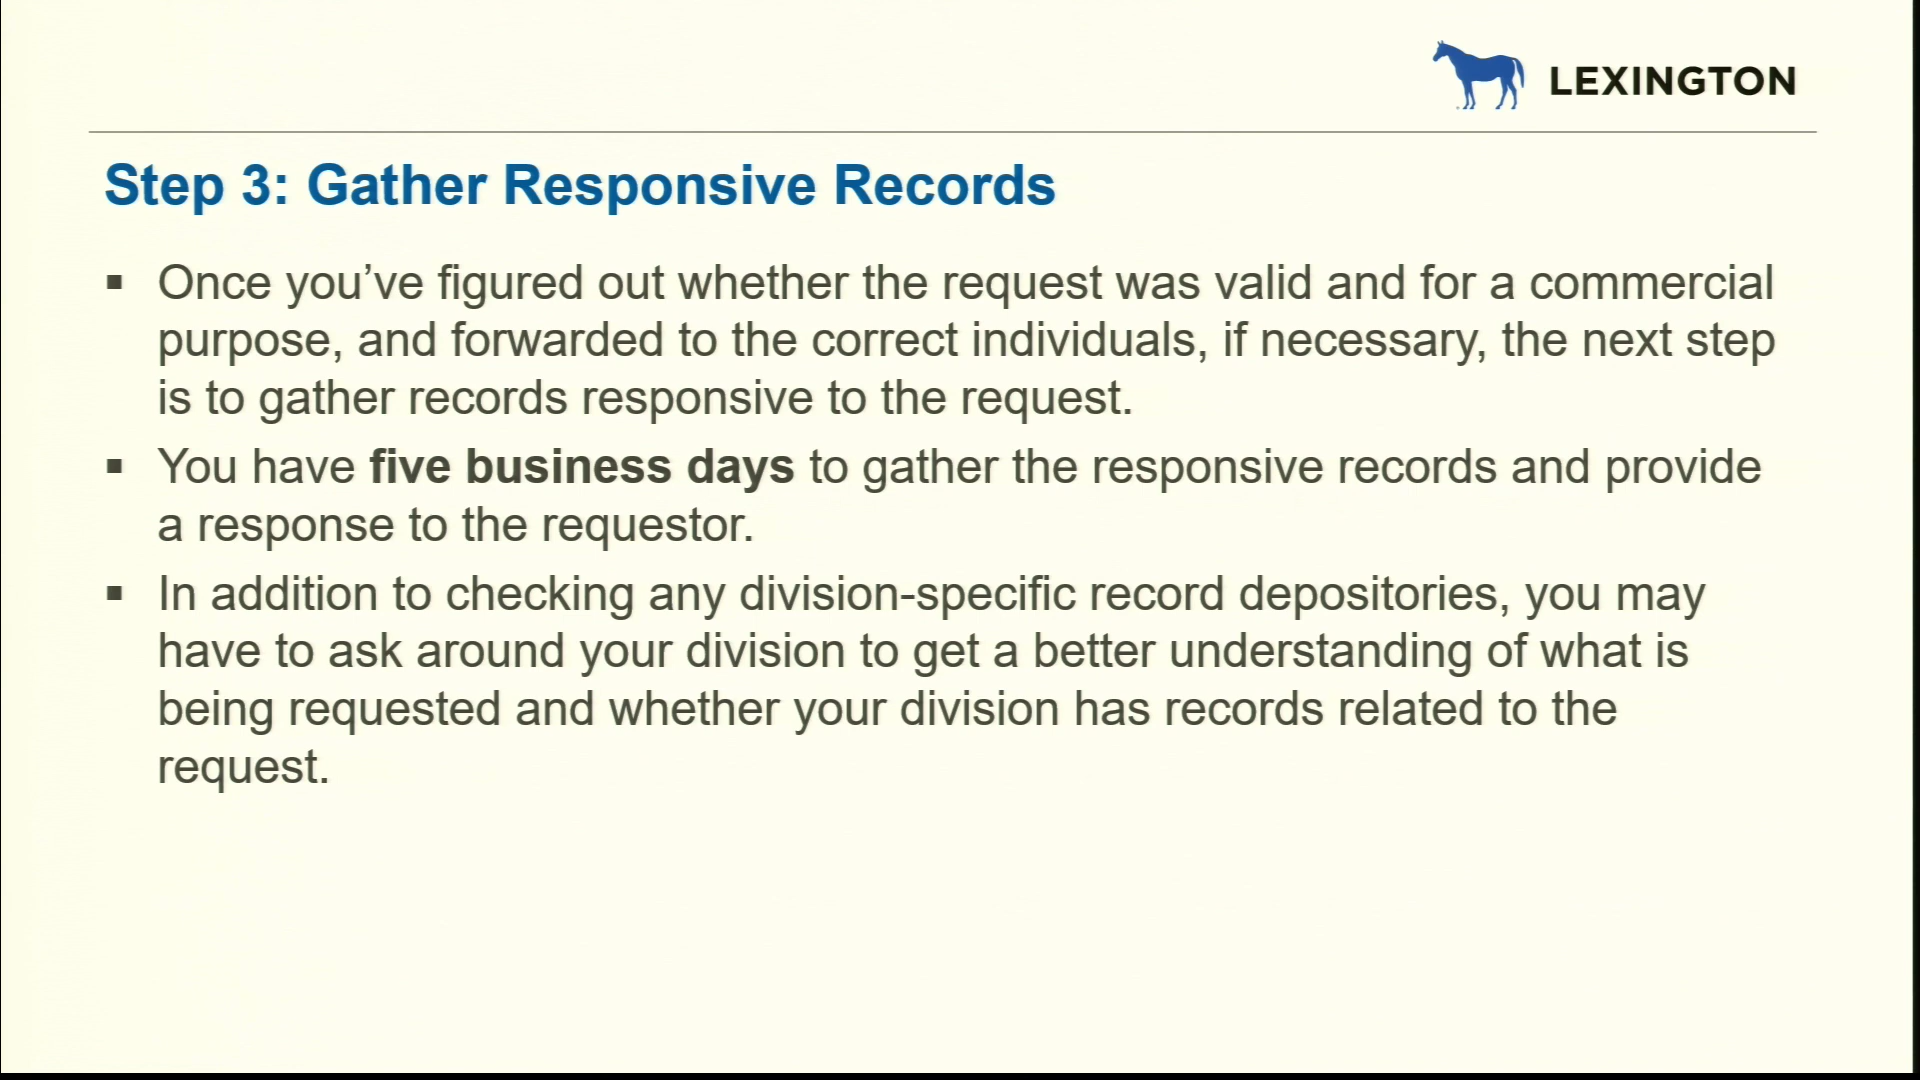 LEXINGTON
Step 3: Gather Responsive Records
▪ Once you’ve figured out whether the request was valid and for a commercial
purpose, and forwarded to the correct individuals, if necessary, the next step
is to gather records responsive to the request.
▪ You have five business days to gather the responsive records and provide
a response to the requestor.
▪ In addition to checking any division-specific record depositories, you may
have to ask around your division to get a better understanding of what is
being requested and whether your division has records related to the
request.